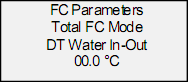 FC Parameters
Total FC Mode
DT Water In-Out
00.0 °C